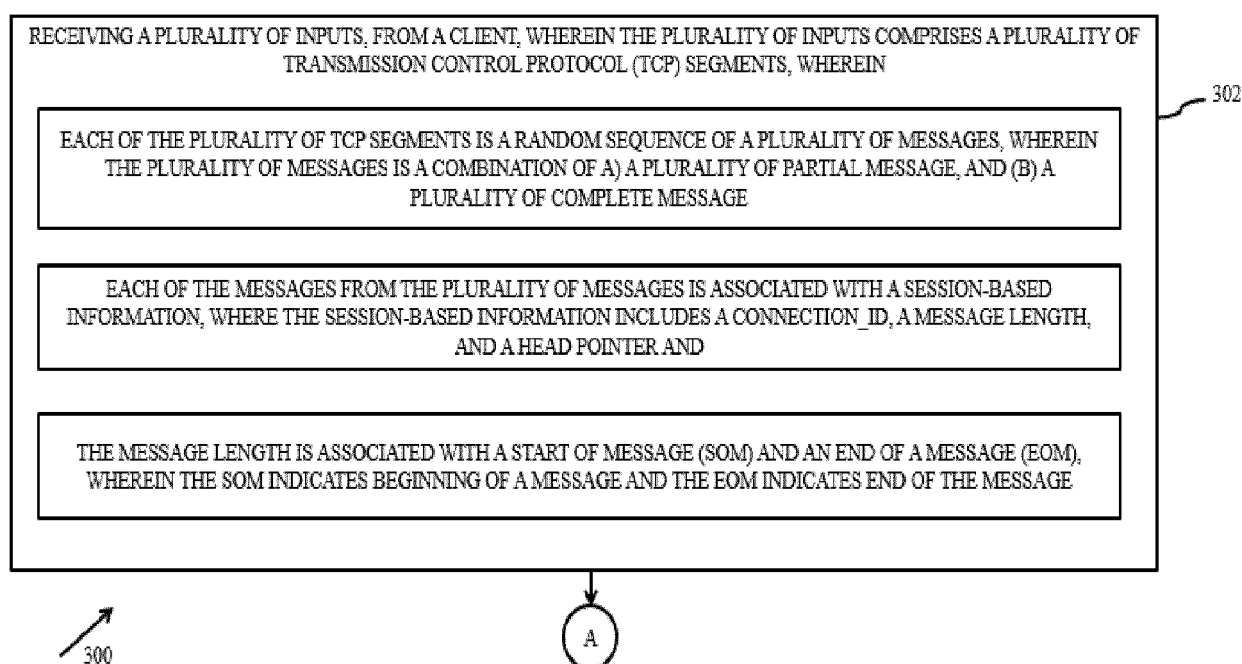 RECEIVING A PLURALITY OF INPUTS, FROM A CLIENT, WHEREIN THE PLURALITY OF INPUTS COMPRISES A PLURALITY OF
TRANSMISSION CONTROL PROTOCOL (TCP) SEGMENTS, WHEREIN
302
EACH OF THE PLURALITY OF TCP SEGMENTS IS A RANDOM SEQUENCE OF A PLURALITY OF MESSAGES, WHEREIN
THE PLURALITY OF MESSAGES IS A COMBINATION OF A) A PLURALITY OF PARTIAL MESSAGE, AND (B) A
PLURALITY OF COMPLETE MESSAGE
EACH OF THE MESSAGES FROM THE PLURALITY OF MESSAGES IS ASSOCIATED WITH A SESSION-BASED
INFORMATION, WHERE THE SESSION-BASED INFORMATION INCLUDES A CONNECTION_ID, A MESSAGE LENGTH,
AND A HEAD POINTER AND
THE MESSAGE LENGTH IS ASSOCIATED WITH A START OF MESSAGE (SOM) AND AN END OF A MESSAGE (EOM),
WHEREIN THE SOM INDICATES BEGINNING OF A MESSAGE AND THE EOM INDICATES END OF THE MESSAGE
A
300